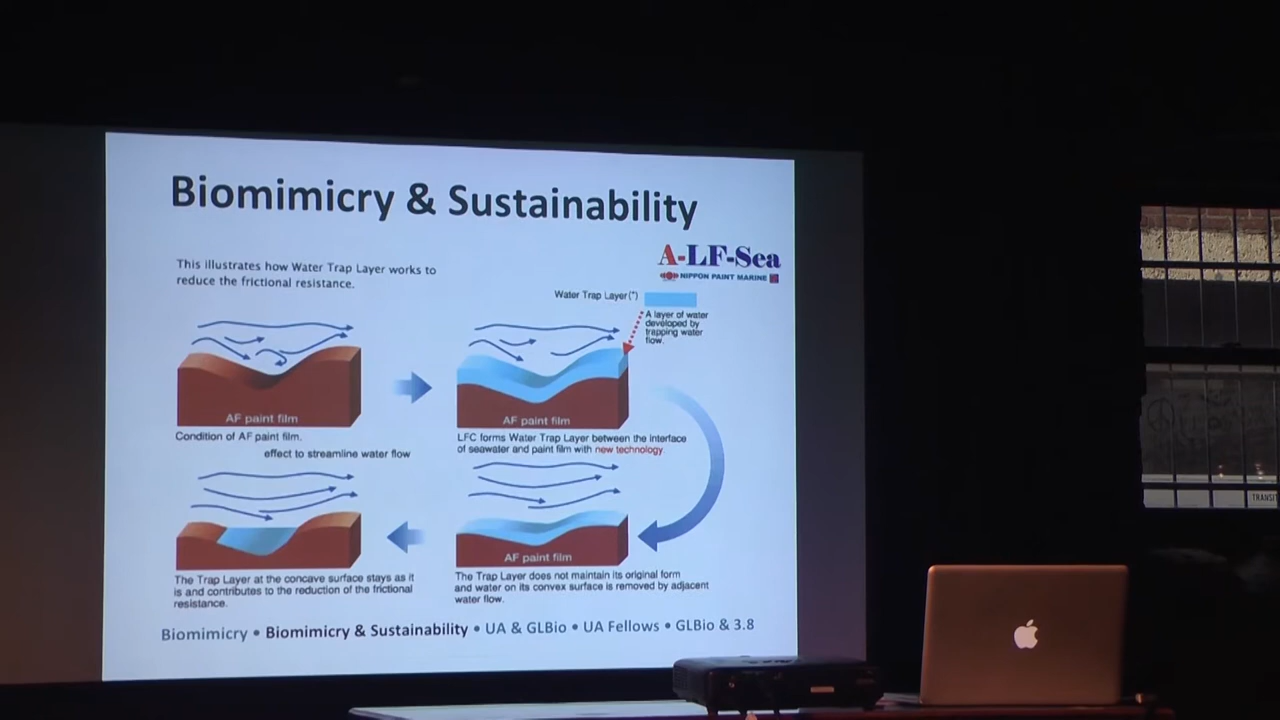 Biomimicry & Sustainability
A-LF-Sea
NIPPON PAINT MARINE
This illustrates how Water Trap Layer works to
reduce the frictional resistance.
Water Trap Layer(*)
A layer of water
developed by
trapping water
flow.
AF paint film
Condition of AF paint film.
AF paint film
LFC forms Water Trap Layer between the interface
of seawater and paint film with new technology
effect to streamline water flow
The Trap Layer at the concave surface stays as it
is and contributes to the reduction of the frictional
resistance.
AF paint film
The Trap Layer does not maintain its original form
and water on its convex surface is removed by adjacent
water flow.
Biomimicry • Biomimicry & Sustainability • UA & GLBio • UA Fellows • GLBio & 3.8
TRANSIT